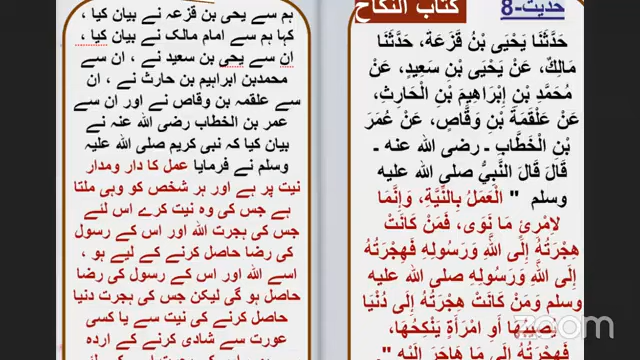 حدیث-8 کتاب النکاح
حَدَّثَنَا يَحْيَى بْنُ قَزَعَةَ، حَدَّثَنَا
مَالِكٌ، عَنْ يَحْيَى بْنِ سَعِيدٍ، عَنْ
مُحَمَّدِ بْنِ إِبْرَاهِيمَ بْنِ الْحَارِثِ،
عَنْ عَلْقَمَةَ بْنِ وَقَّاصٍ، عَنْ عُمَرَ
بْنِ الْخَطَّابِ ـ رضى الله عنه ـ
قَالَ قَالَ النَّبِيُّ صلى الله عليه
وسلم ‏ "‏ الْعَمَلُ بِالنِّيَّةِ، وَإِنَّمَا
لاِمْرِئٍ مَا نَوَى، فَمَنْ كَانَتْ
هِجْرَتُهُ إِلَى اللَّهِ وَرَسُولِهِ فَهِجْرَتُهُ
إِلَى اللَّهِ وَرَسُولِهِ صلى الله عليه
وسلم وَمَنْ كَانَتْ هِجْرَتُهُ إِلَى دُنْيَا
يُصِيبُهَا أَوِ امْرَأَةٍ يَنْكِحُهَا،
فَهِجْرَتُهُ إِلَى مَا هَاجَرَ إِلَيْهِ ‏"‏‏.‏
ہم سے یحیٰ بن قزعہ نے بیان کیا ،
کہا ہم سے امام مالک نے بیان کیا ،
ان سے یحیٰ بن سعید نے ، ان سے
محمدبن ابراہیم بن حارث نے ، ان
سے علقمہ بن وقاص نے اور ان سے
عمر بن الخطاب رضی اللہ عنہ نے
بیان کیا کہ نبی کریم صلی اللہ علیہ
وسلم نے فرمایا عمل کا دار ومدار
نیت پر ہے اور ہر شخص کو وہی ملتا
ہے جس کی وہ نیت کرے اس لئے
جس کی ہجرت اللہ اور اس کے رسول
کی رضا حاصل کرنے کے لیے ہو ،
اسے اللہ اور اس کے رسول کی رضا
حاصل ہو گی لیکن جس کی ہجرت دنیا
حاصل کرنے کی نیت سے یا کسی
عورت سے شادی کرنے کے اردہ
zoom